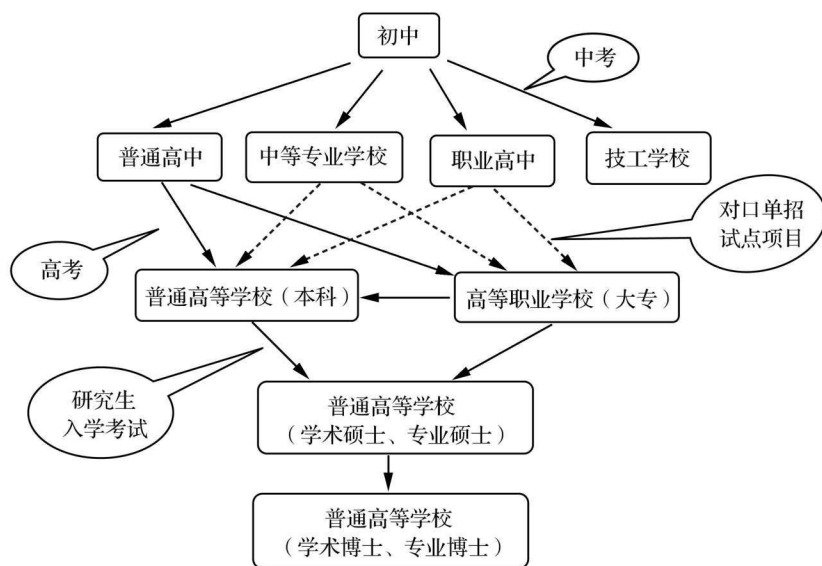 初中
中考
普通高中
中等专业学校
职业高中
技工学校
对口单招
试点项目
高考
普通高等学校（本科）
高等职业学校（大专）
研究生
入学考试
普通高等学校
（学术硕士、专业硕士）
普通高等学校
（学术博士、专业博士）